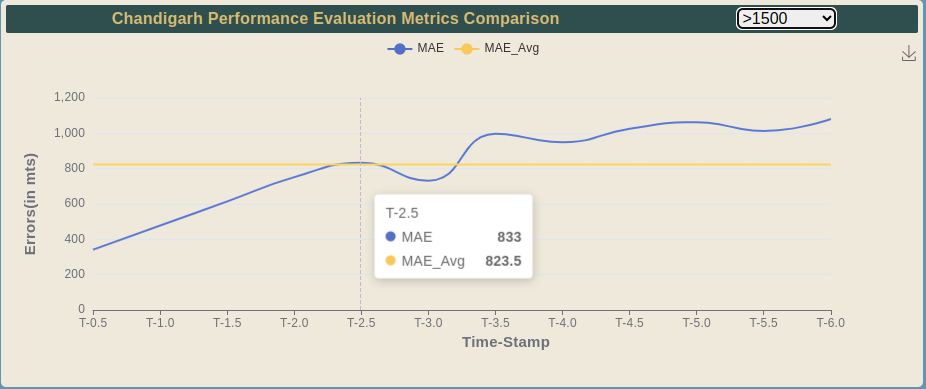 Chandigarh Performance Evaluation Metrics Comparison
>1500
MAE MAE_Avg
1,200
1,000
800
600
400
200
0
Errors(in mts)
T-2.5
MAE 833
MAE_Avg 823.5
T-0.5 T-1.0 T-1.5 T-2.0 T-2.5 T-3.0 T-3.5 T-4.0 T-4.5 T-5.0 T-5.5 T-6.0
Time-Stamp